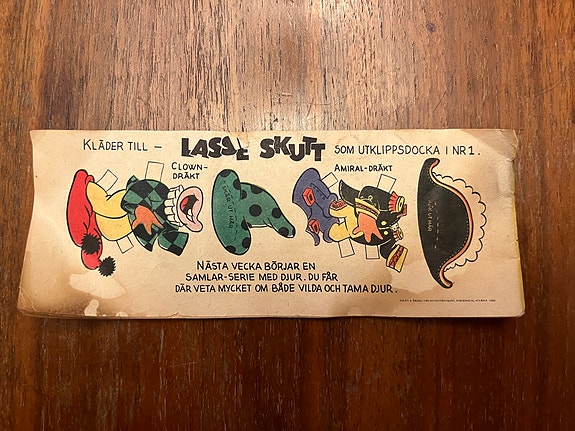 KLÄDER TILL – LASSE SKUTT SOM UTKLIPPSDOCKA I NR 1.
CLOWN-
DRÄKT
AMIRAL-DRÄKT
NÄSTA VECKA BÖRJAR EN
SAMLAR-SERIE MED DJUR. DU FÅR
DÄR VETA MYCKET OM BÅDE VILDA OCH TAMA DJUR.